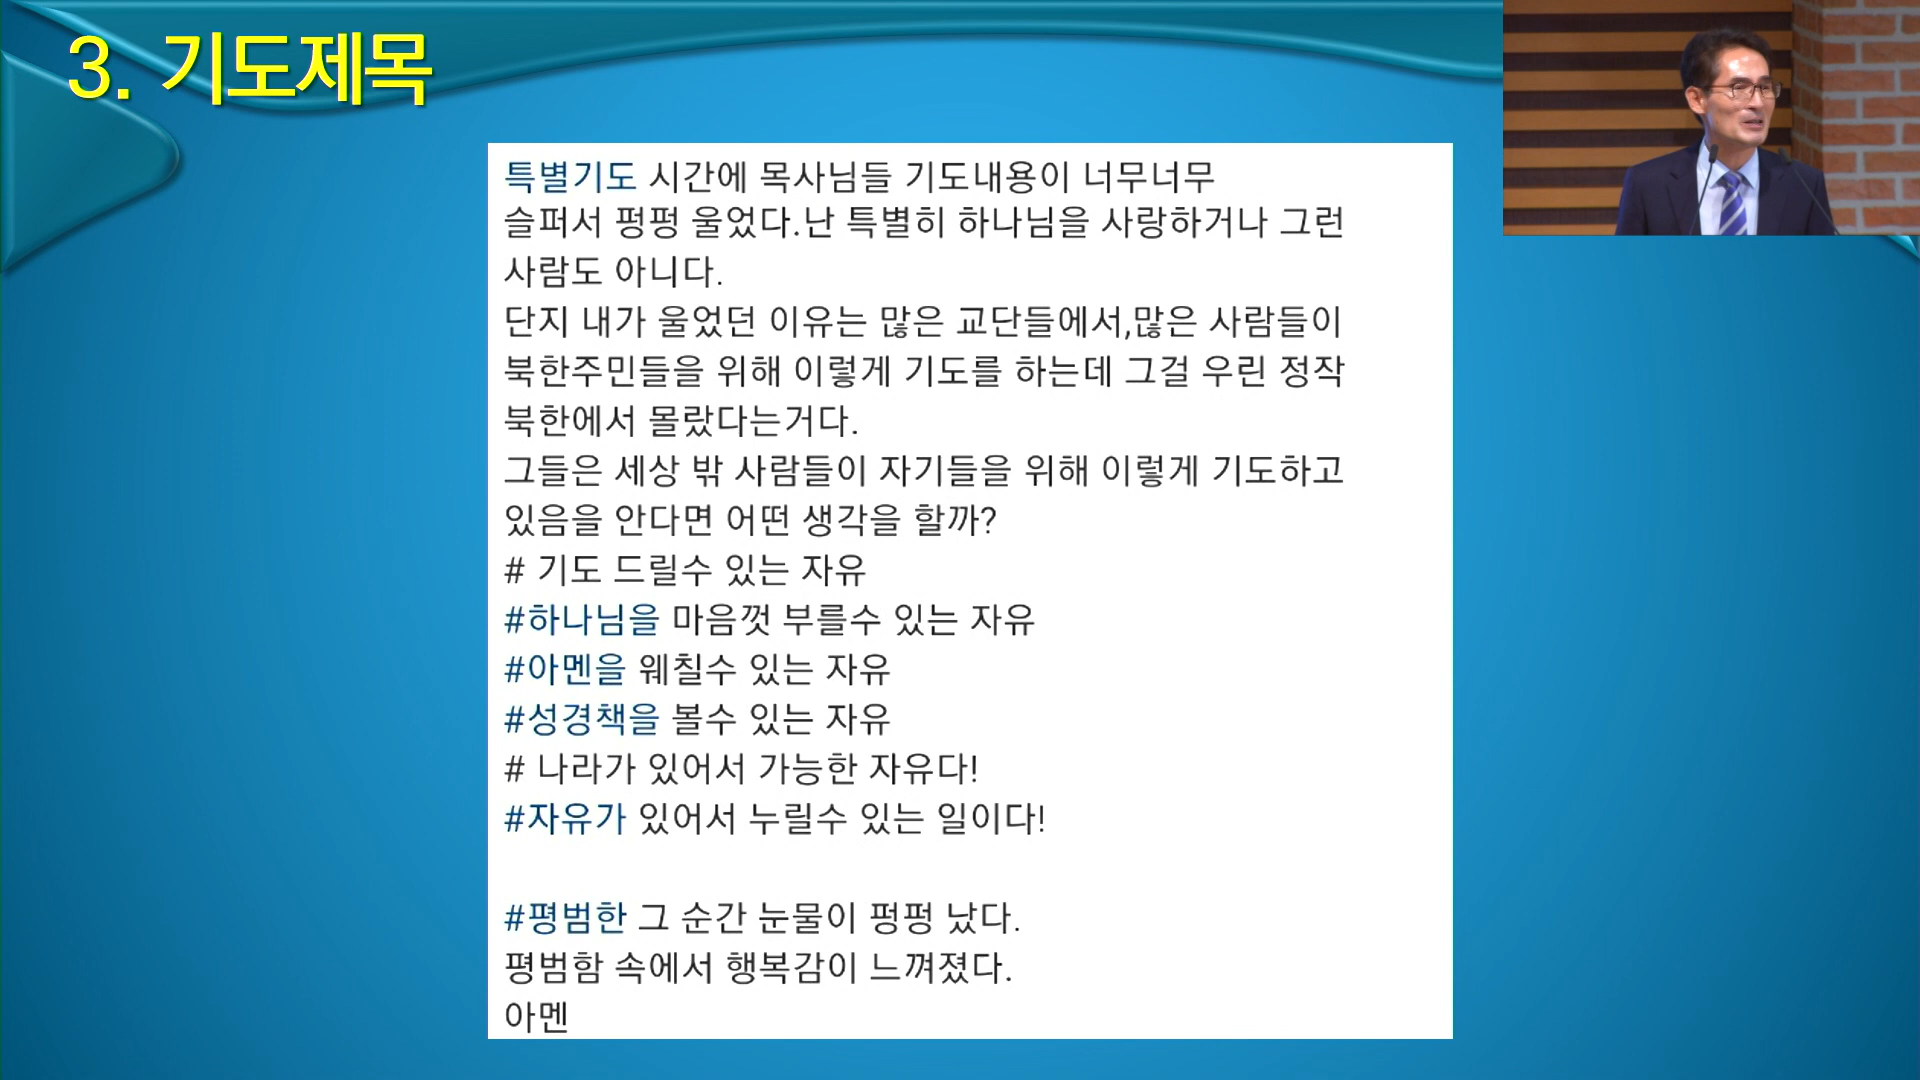 3. 기도제목
특별기도 시간에 목사님들 기도내용이 너무너무
슬퍼서 펑펑 울었다.난 특별히 하나님을 사랑하거나 그런
사람도 아니다.
단지 내가 울었던 이유는 많은 교단들에서,많은 사람들이
북한주민들을 위해 이렇게 기도를 하는데 그걸 우린 정작
북한에서 몰랐다는거다.
그들은 세상 밖 사람들이 자기들을 위해 이렇게 기도하고
있음을 안다면 어떤 생각을 할까?
# 기도 드릴수 있는 자유
#하나님을 마음껏 부를수 있는 자유
#아멘을 웨칠수 있는 자유
#성경책을 볼수 있는 자유
# 나라가 있어서 가능한 자유다!
#자유가 있어서 누릴수 있는 일이다!
#평범한 그 순간 눈물이 펑펑 났다.
평범함 속에서 행복감이 느껴졌다.
아멘